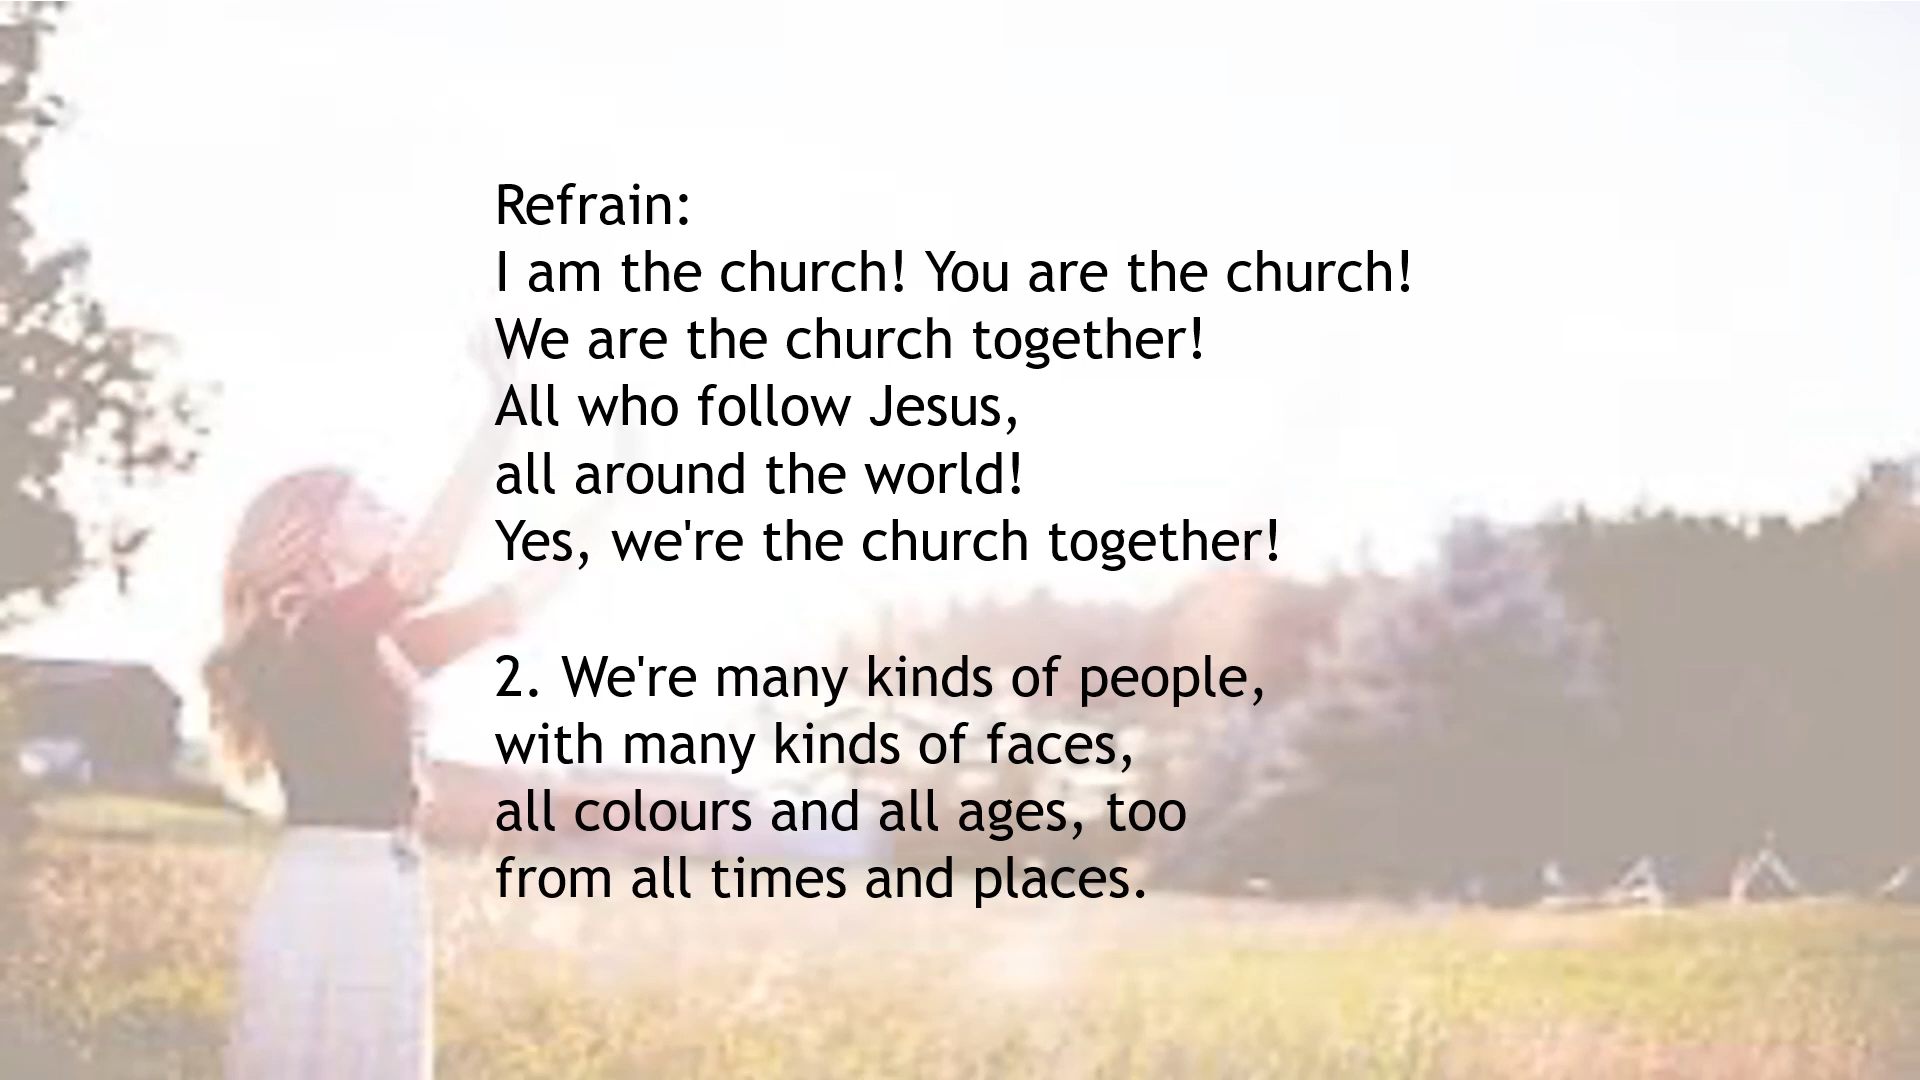 Refrain:
I am the church! You are the church!
We are the church together!
All who follow Jesus,
all around the world!
Yes, we're the church together!
2. We're many kinds of people,
with many kinds of faces,
all colours and all ages, too
from all times and places.